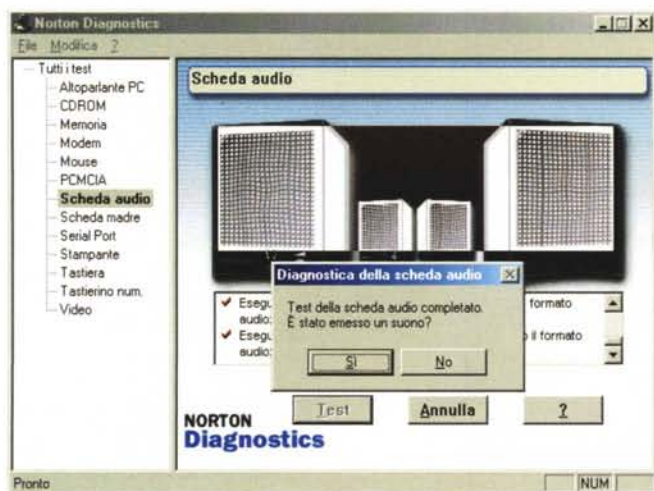 Norton Diagnostics
File Modifica ?
Tutti i test
Altoparlante PC
CDROM
Memoria
Modem
Mouse
PCMCIA
Scheda audio
Scheda madre
Serial Port
Stampante
Tastiera
Tastierino num.
Video
Scheda audio
Diagnostica della scheda audio
Test della scheda audio completato.
È stato emesso un suono?
Sì No
Esegu formato
audio:
Esegu o il formato
audio:
Test Annulla ?
NORTON
Diagnostics
Pronto NUM